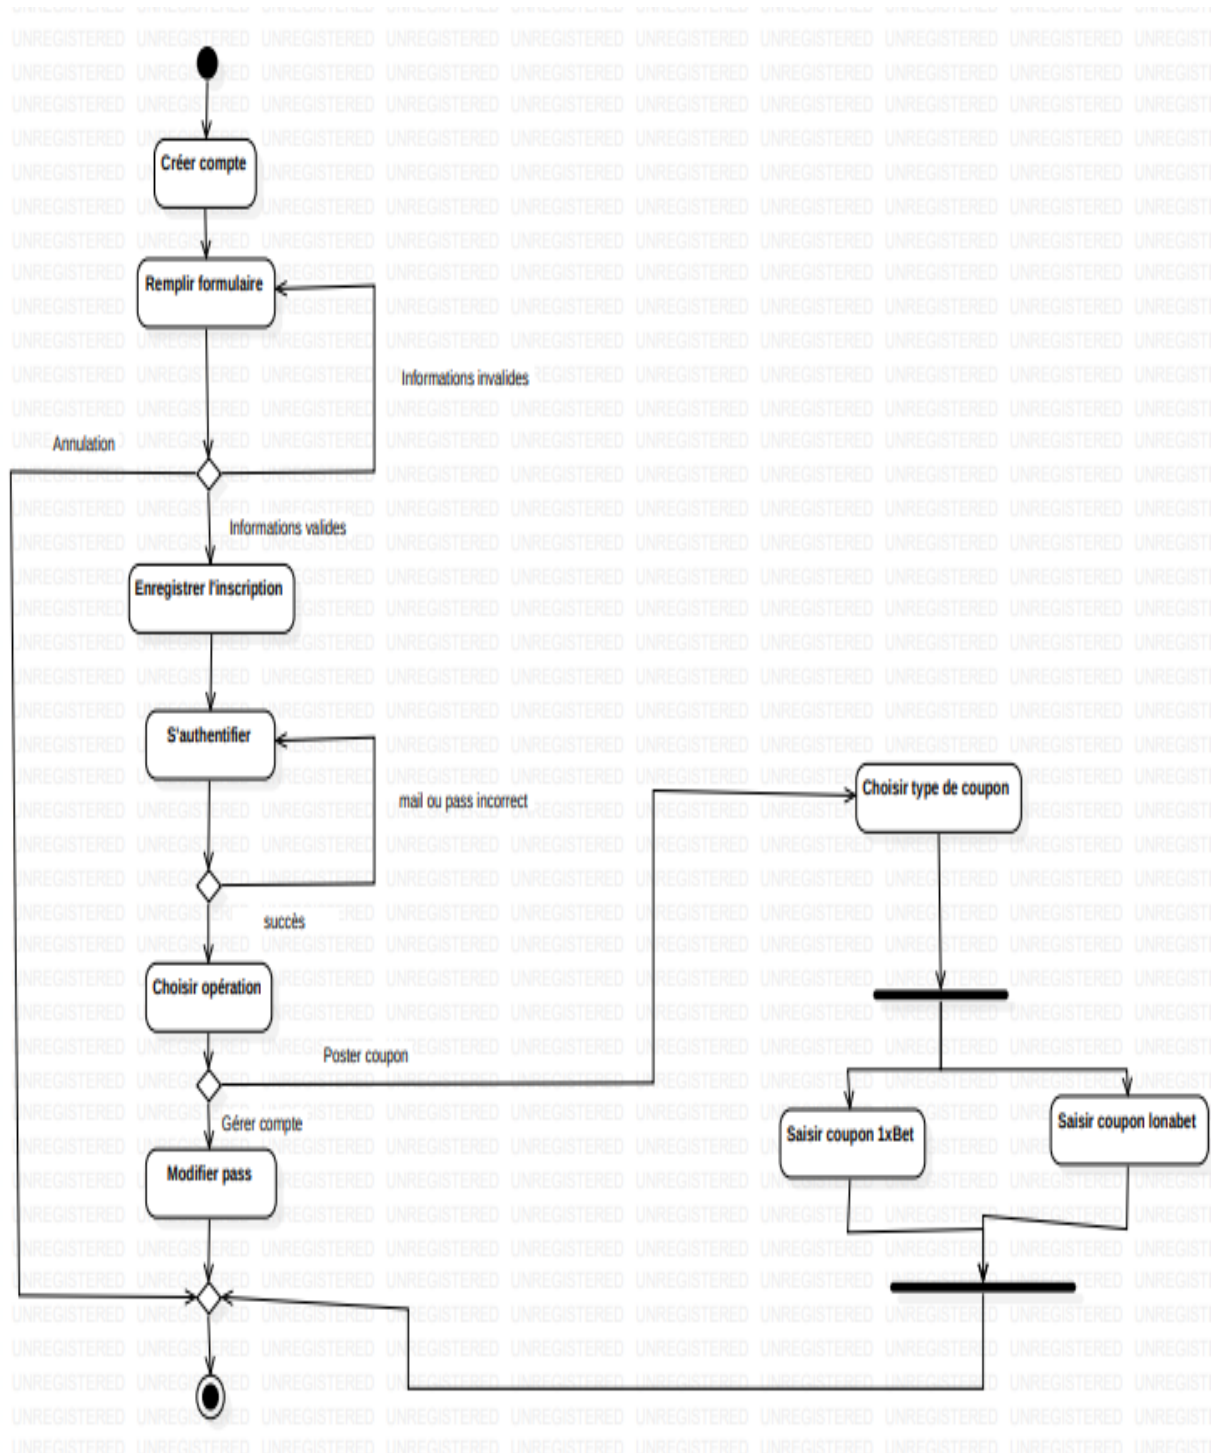 Créer compte
Remplir formulaire
Informations invalides
Annulation
Informations valides
Enregistrer l'inscription
S'authentifier
mail ou pass incorrect
succès
Choisir opération
Poster coupon
Gérer compte
Modifier pass
Choisir type de coupon
Saisir coupon 1xBet
Saisir coupon lonabet
UNREGISTERED